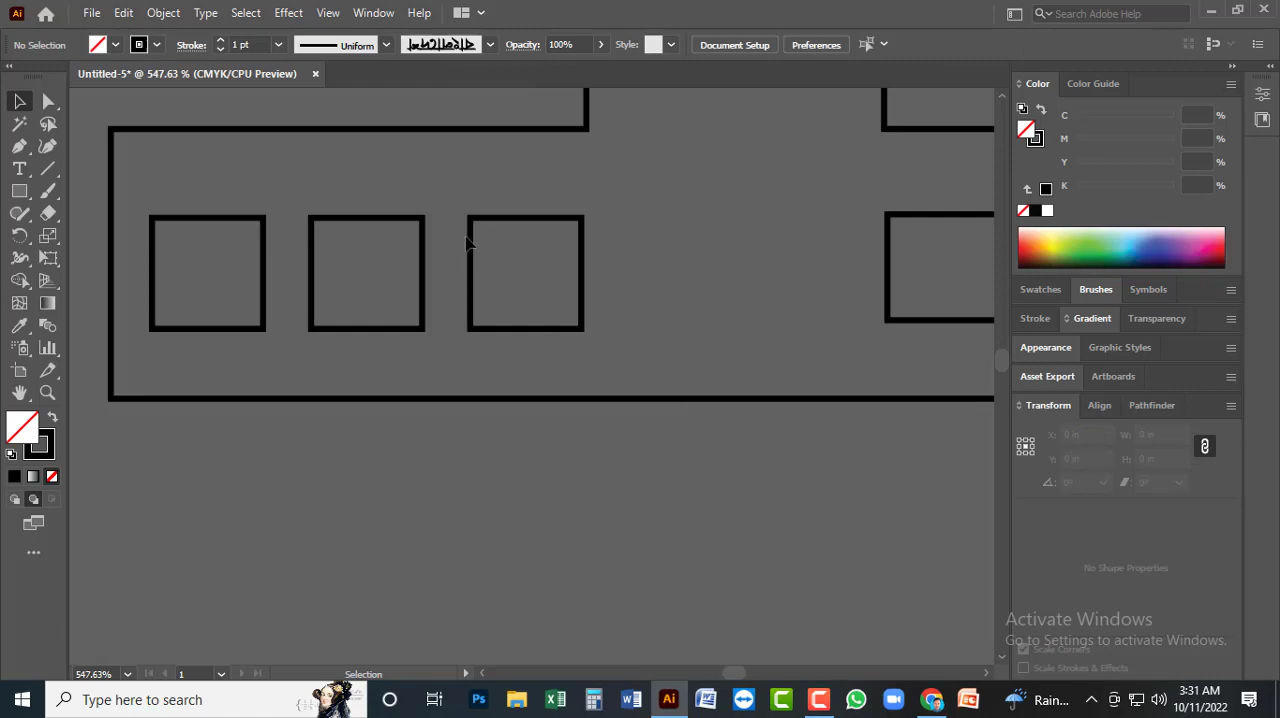 Ai File Edit Object Type Select Effect View Window Help Search Adobe Help
No Selection Stroke: 1 pt Uniform Opacity: 100% Style: Document Setup Preferences
Untitled-5* @ 547.63 % (CMYK/CPU Preview) ×
Color Color Guide
C %
M %
Y %
K %
Swatches Brushes Symbols
Stroke Gradient Transparency
Appearance Graphic Styles
Asset Export Artboards
Transform Align Pathfinder
X: 0 in W: 0 in
Y: 0 in H: 0 in
0° 0°
No Shape Properties
Activate Windows
Go to Settings to activate Windows.
Scale Corners
Scale Strokes & Effects
547.63% 1 Selection
Type here to search Ps Ai Rain... 3:31 AM
10/11/2022